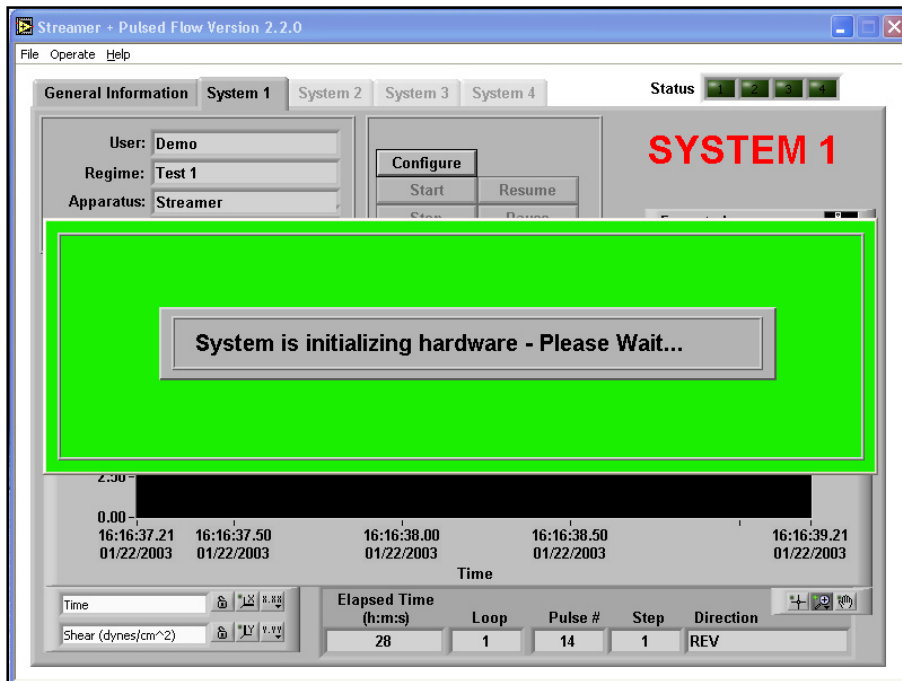 Streamer + Pulsed Flow Version 2.2.0
File Operate Help
General Information System 1 System 2 System 3 System 4 Status 1 2 3 4
User: Demo
Regime: Test 1
Apparatus: Streamer
Configure
Start Resume
Stop Pause
SYSTEM 1
System is initializing hardware - Please Wait...
2.50
0.00
16:16:37.21 16:16:37.50 16:16:38.00 16:16:38.50 16:16:39.21
01/22/2003 01/22/2003 01/22/2003 01/22/2003 01/22/2003
Time
Time
Shear (dynes/cm^2)
Elapsed Time
(h:m:s) Loop Pulse # Step Direction
28 1 14 1 REV